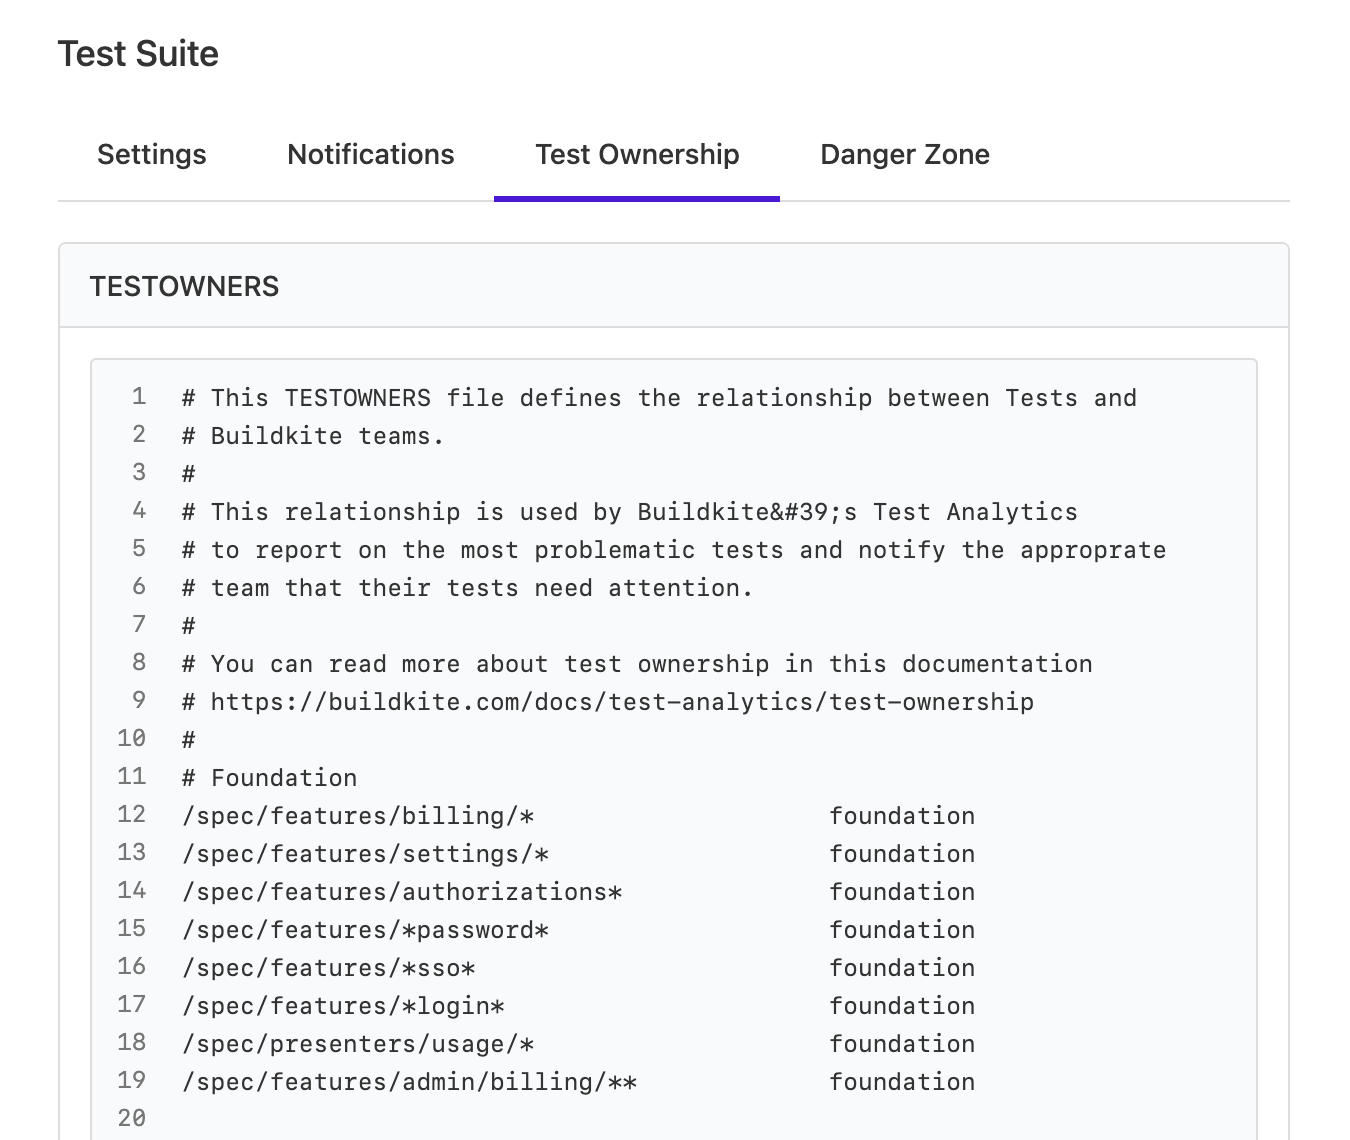 Test Suite
Settings Notifications Test Ownership Danger Zone
TESTOWNERS
1 # This TESTOWNERS file defines the relationship between Tests and
2 # Buildkite teams.
3 #
4 # This relationship is used by Buildkite&#39;s Test Analytics
5 # to report on the most problematic tests and notify the approprate
6 # team that their tests need attention.
7 #
8 # You can read more about test ownership in this documentation
9 # https://buildkite.com/docs/test-analytics/test-ownership
10 #
11 # Foundation
12 /spec/features/billing/* foundation
13 /spec/features/settings/* foundation
14 /spec/features/authorizations* foundation
15 /spec/features/*password* foundation
16 /spec/features/*sso* foundation
17 /spec/features/*login* foundation
18 /spec/presenters/usage/* foundation
19 /spec/features/admin/billing/** foundation
20